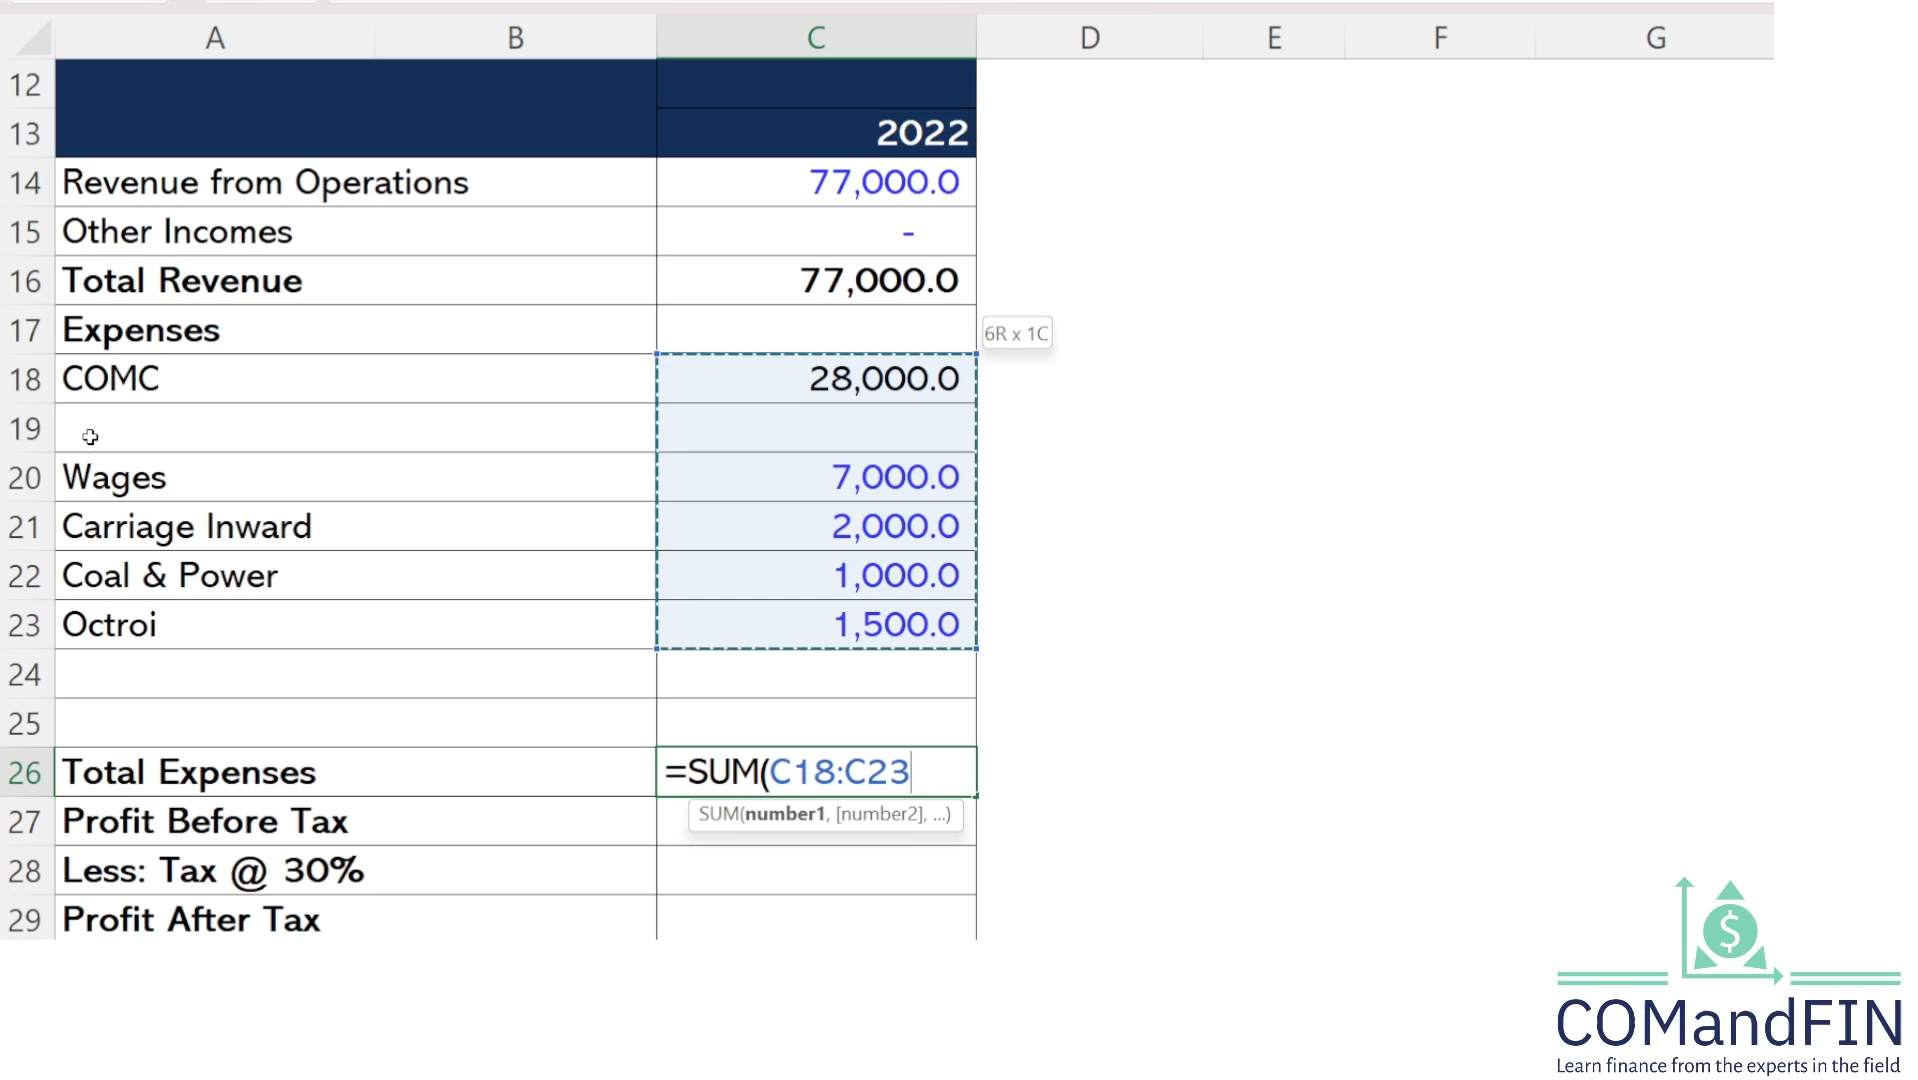 A B C D E F G
12
13 2022
14 Revenue from Operations 77,000.0
15 Other Incomes -
16 Total Revenue 77,000.0
17 Expenses 6R x 1C
18 COMC 28,000.0
19
20 Wages 7,000.0
21 Carriage Inward 2,000.0
22 Coal & Power 1,000.0
23 Octroi 1,500.0
24
25
26 Total Expenses =SUM(C18:C23
SUM(number1, [number2], ...)
27 Profit Before Tax
28 Less: Tax @ 30%
29 Profit After Tax
$
COMandFIN
Learn finance from the experts in the field